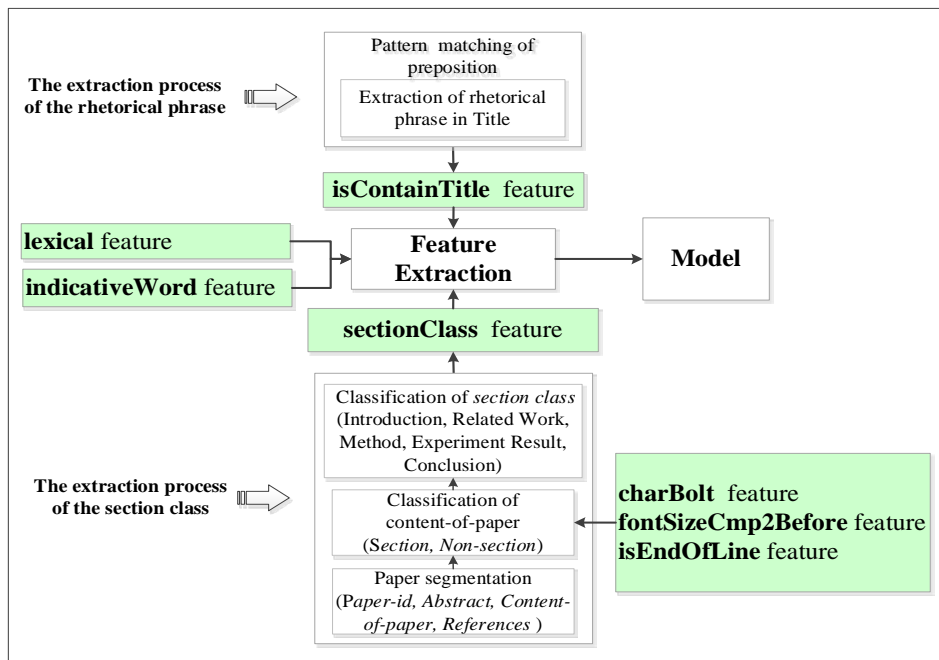 Pattern matching of
preposition
The extraction process
of the rhetorical phrase
Extraction of rhetorical
phrase in Title
isContainTitle feature
lexical feature
indicativeWord feature
Feature
Extraction
Model
sectionClass feature
Classification of section class
(Introduction, Related Work,
Method, Experiment Result,
Conclusion)
The extraction process
of the section class
Classification of
content-of-paper
(Section, Non-section)
charBolt feature
fontSizeCmp2Before feature
isEndOfLine feature
Paper segmentation
(Paper-id, Abstract, Content-
of-paper, References )